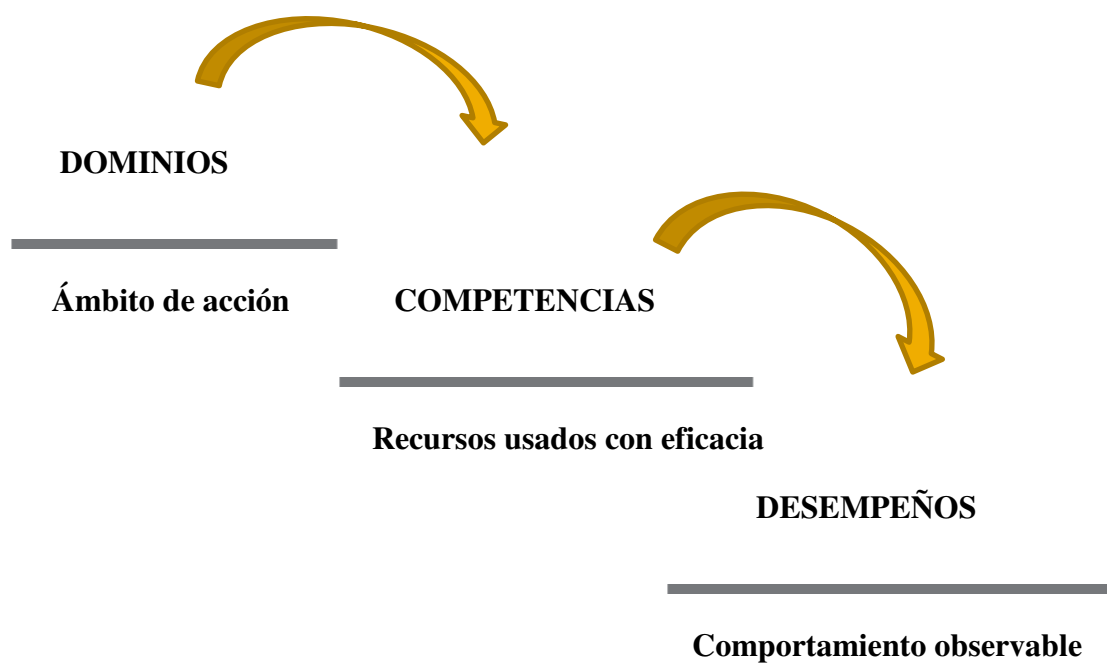 DOMINIOS
Ámbito de acción
COMPETENCIAS
Recursos usados con eficacia
DESEMPEÑOS
Comportamiento observable